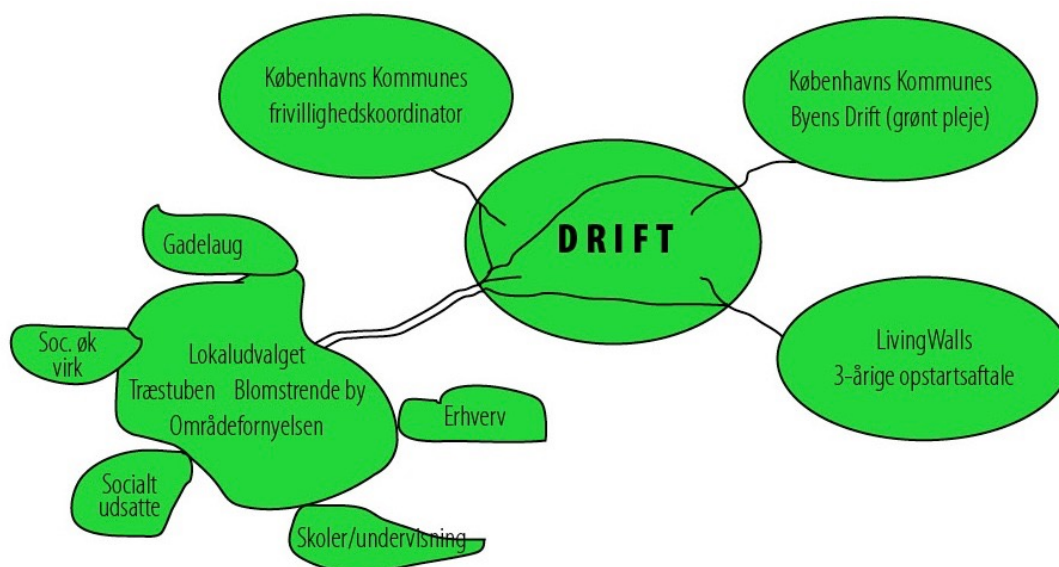 Københavns Kommunes
frivillighedskoordinator
Københavns Kommunes
Byens Drift (grønt pleje)
DRIFT
Gadelaug
Soc. øk
virk
Lokaludvalget
Træstuben Blomstrende by
Områdefornyelsen
LivingWalls
3-årige opstartsaftale
Erhverv
Socialt
udsatte
Skoler/undervisning